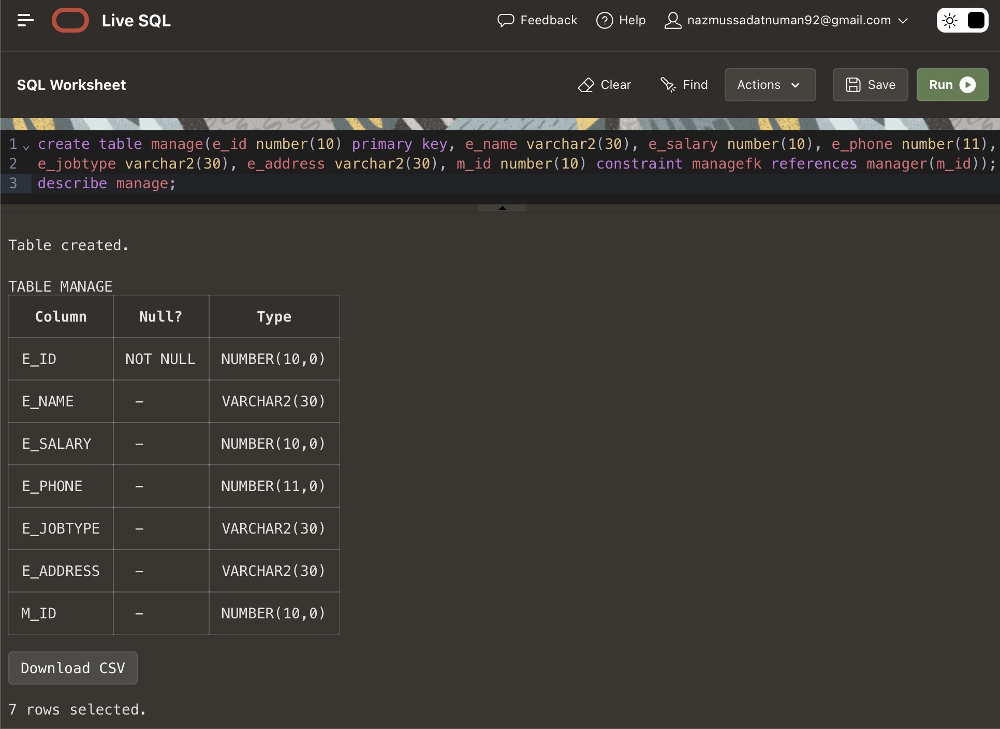 Live SQL
Feedback
Help
nazmussadatnuman92@gmail.com
SQL Worksheet
Clear
Find
Actions
Save
Run
1 create table manage(e_id number(10) primary key, e_name varchar2(30), e_salary number(10), e_phone number(11),
2 e_jobtype varchar2(30), e_address varchar2(30), m_id number(10) constraint managefk references manager(m_id));
3 describe manage;
Table created.
TABLE MANAGE
Column Null? Type
E_ID NOT NULL NUMBER(10,0)
E_NAME – VARCHAR2(30)
E_SALARY – NUMBER(10,0)
E_PHONE – NUMBER(11,0)
E_JOBTYPE – VARCHAR2(30)
E_ADDRESS – VARCHAR2(30)
M_ID – NUMBER(10,0)
Download CSV
7 rows selected.